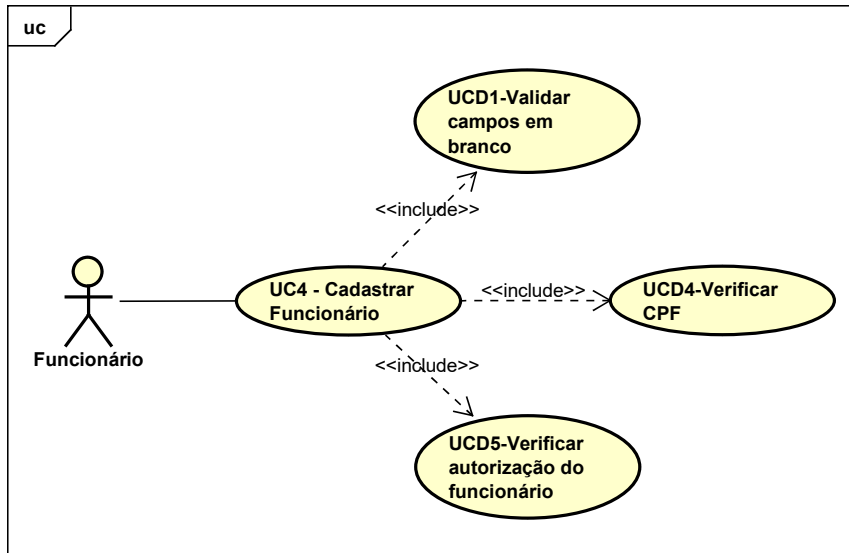 uc
UCD1-Validar
campos em
branco
<<include>>
UC4 - Cadastrar
Funcionário
<<include>>
UCD4-Verificar
CPF
Funcionário
<<include>>
UCD5-Verificar
autorização do
funcionário